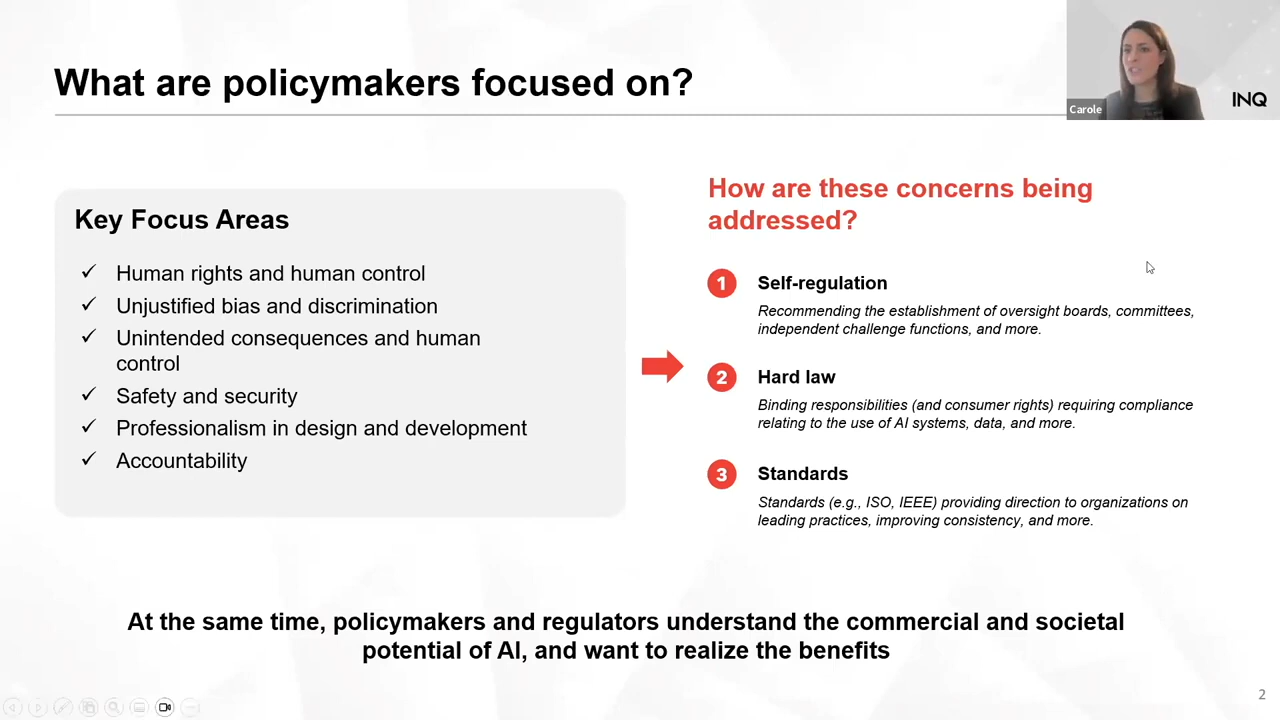 What are policymakers focused on?
Carole
INQ
Key Focus Areas
✓ Human rights and human control
✓ Unjustified bias and discrimination
✓ Unintended consequences and human
control
✓ Safety and security
✓ Professionalism in design and development
✓ Accountability
How are these concerns being
addressed?
1 Self-regulation
Recommending the establishment of oversight boards, committees,
independent challenge functions, and more.
2 Hard law
Binding responsibilities (and consumer rights) requiring compliance
relating to the use of AI systems, data, and more.
3 Standards
Standards (e.g., ISO, IEEE) providing direction to organizations on
leading practices, improving consistency, and more.
At the same time, policymakers and regulators understand the commercial and societal
potential of AI, and want to realize the benefits
2